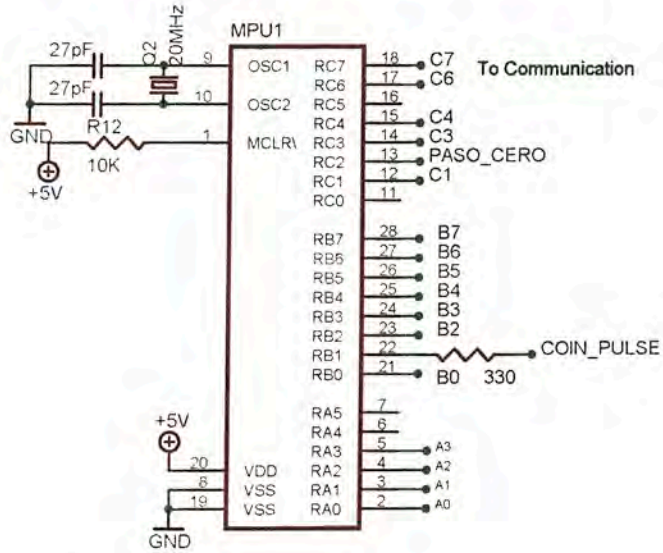 MPU1
27pF
Q2
20MHz
9
OSC1
RC7
18
C7
To Communication
RC6
17
C6
27pF
RC5
16
10
OSC2
RC4
15
C4
GND
R12
RC3
14
C3
1
MCLR\
RC2
13
PASO_CERO
10K
RC1
12
C1
+5V
RC0
11
RB7
28
B7
RB6
27
B6
RB5
26
B5
RB4
25
B4
RB3
24
B3
RB2
23
B2
RB1
22
COIN_PULSE
RB0
21
B0
330
RA5
7
+5V
RA4
6
RA3
5
A3
20
VDD
RA2
4
A2
8
VSS
RA1
3
A1
19
VSS
RA0
2
A0
GND